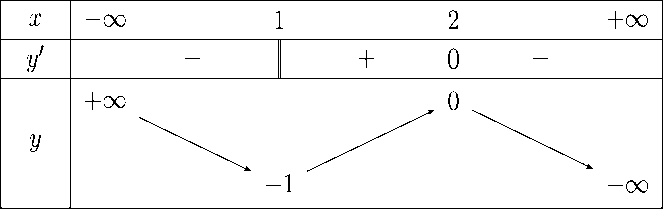 x −∞ 1 2 +∞
y′ − + 0 −
+∞ 0
y
−1 −∞